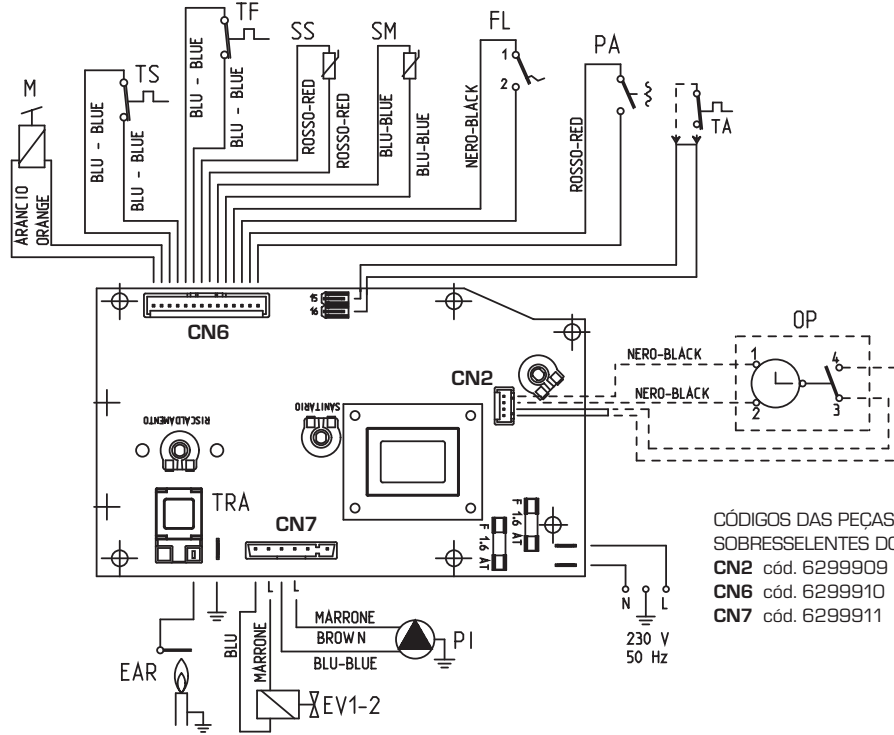 TF
SS
SM
FL
PA
TS
M
TA
BLU - BLUE
BLU - BLUE
BLU - BLUE
BLU - BLUE
ROSSO-RED
ROSSO-RED
BLU-BLUE
BLU-BLUE
NERO-BLACK
1
2
ROSSO-RED
ARANCIO
ORANGE
15
16
CN6
OP
NERO-BLACK
1
4
CN2
NERO-BLACK
2
3
RISCALDAMENTO
SANITÁRIO
TRA
CN7
F 1.6 AT
F 1.6 AT
CÓDIGOS DAS PEÇAS
SOBRESSELENTES DO
CN2 cód. 6299909
CN6 cód. 6299910
CN7 cód. 6299911
L
L
N
L
230 V
50 Hz
BLU
MARRONE
MARRONE
BROWN
BLU-BLUE
PI
EAR
EV1-2